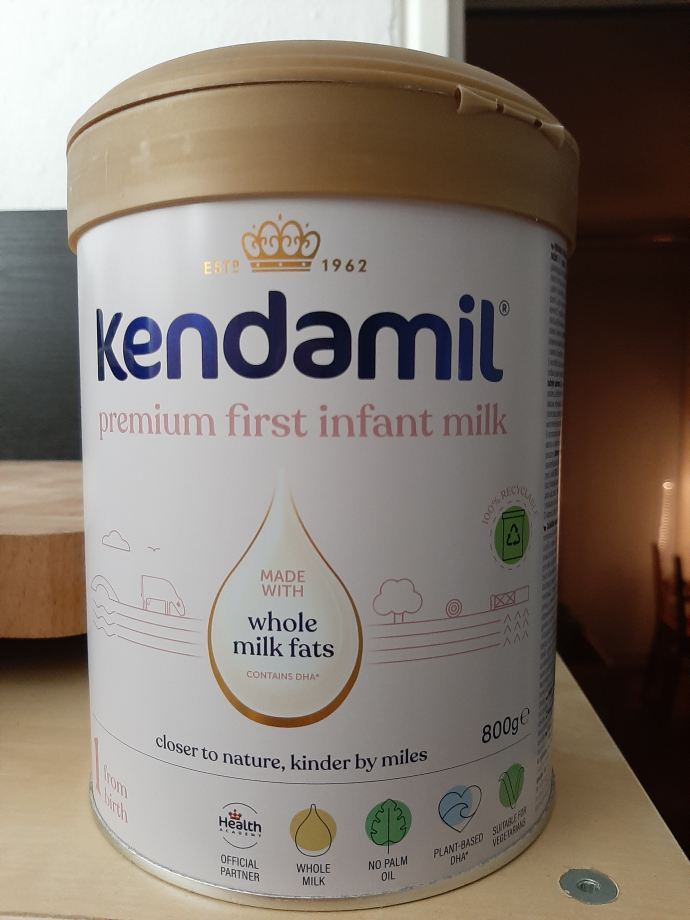 ESTD 1962
kendamil®
premium first infant milk
100% RECYCLABLE
MADE
WITH
whole
milk fats
CONTAINS DHA*
800g℮
closer to nature, kinder by miles
1 from
birth
Health
ACADEMY
OFFICIAL
PARTNER
WHOLE
MILK
NO PALM
OIL
PLANT-BASED
DHA*
SUITABLE FOR
VEGETARIANS